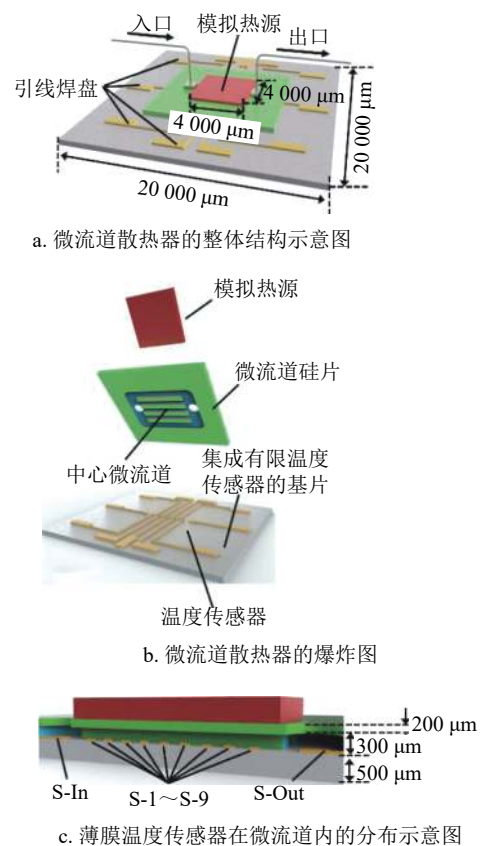 入口
模拟热源
出口
引线焊盘
4 000 μm
4 000 μm
20 000 μm
20 000 μm
a. 微流道散热器的整体结构示意图
模拟热源
微流道硅片
中心微流道
集成有限温度
传感器的基片
温度传感器
b. 微流道散热器的爆炸图
200 μm
300 μm
500 μm
S-In
S-1～S-9
S-Out
c. 薄膜温度传感器在微流道内的分布示意图